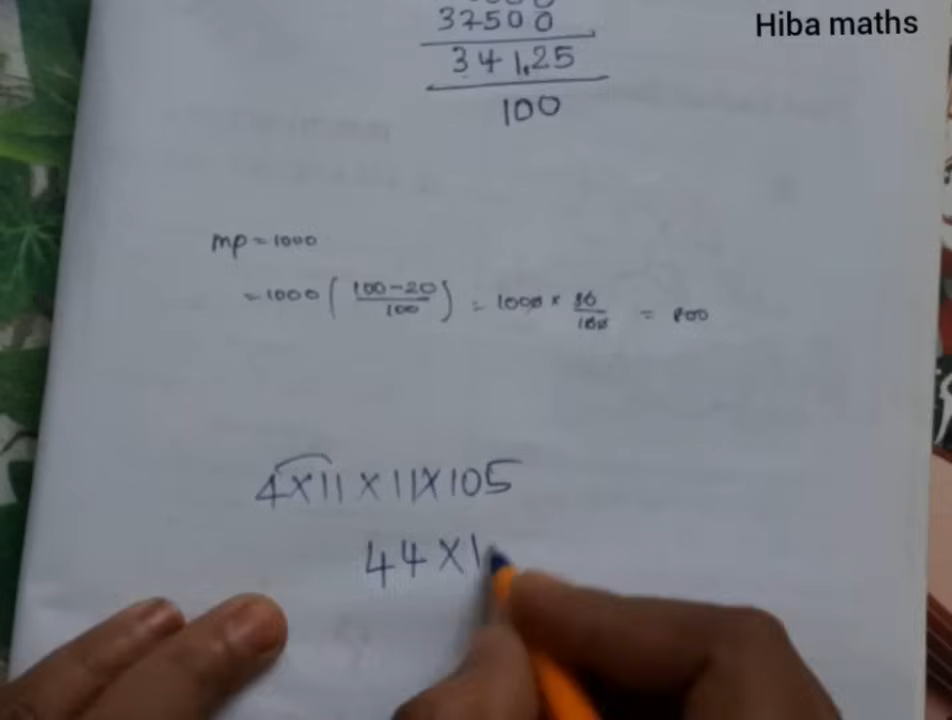 Hiba maths
37500
341.25
100
mp = 1000
= 1000 ( 100-20 / 100 ) = 1000 × 80 / 100 = 800
4×11×11×105
44×1